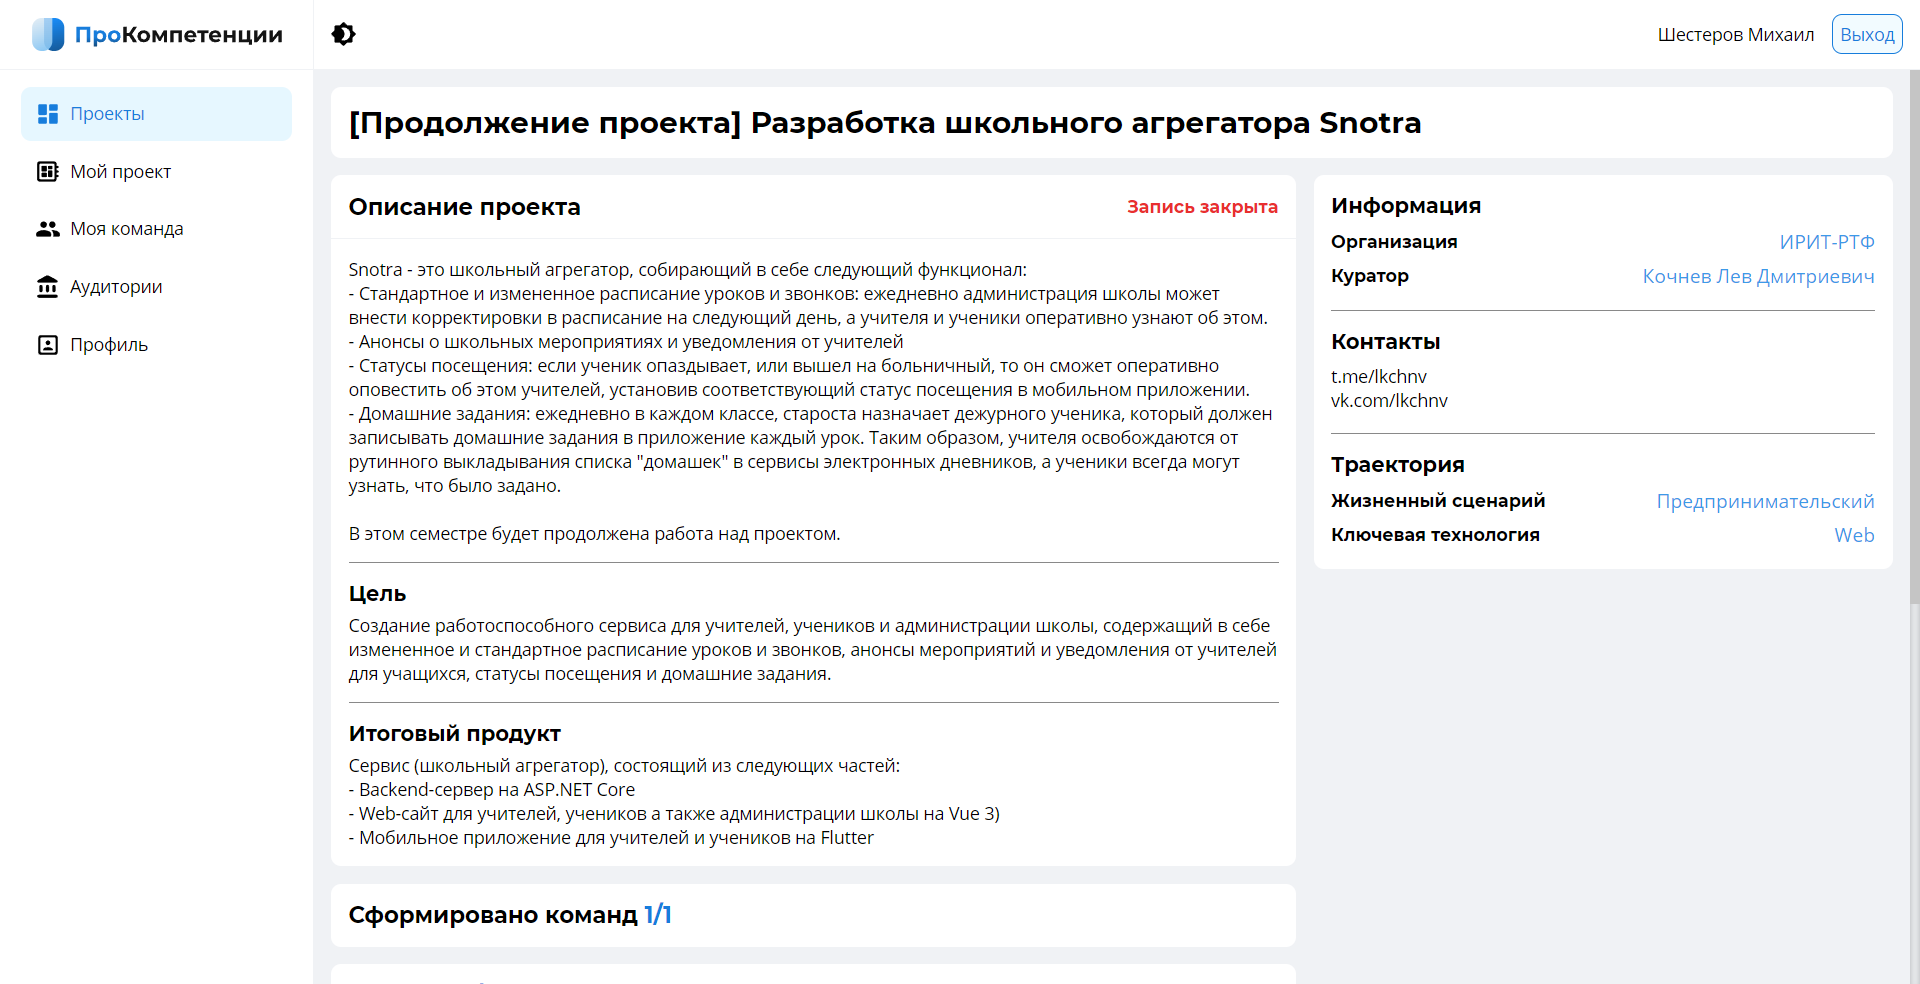 ПроКомпетенции
Шестеров Михаил
Выход
Проекты
Мой проект
Моя команда
Аудитории
Профиль
[Продолжение проекта] Разработка школьного агрегатора Snotra
Описание проекта
Запись закрыта
Snotra - это школьный агрегатор, собирающий в себе следующий функционал:
- Стандартное и измененное расписание уроков и звонков: ежедневно администрация школы может
внести корректировки в расписание на следующий день, а учителя и ученики оперативно узнают об этом.
- Анонсы о школьных мероприятиях и уведомления от учителей
- Статусы посещения: если ученик опаздывает, или вышел на больничный, то он сможет оперативно
оповестить об этом учителей, установив соответствующий статус посещения в мобильном приложении.
- Домашние задания: ежедневно в каждом классе, староста назначает дежурного ученика, который должен
записывать домашние задания в приложение каждый урок. Таким образом, учителя освобождаются от
рутинного выкладывания списка "домашек" в сервисы электронных дневников, а ученики всегда могут
узнать, что было задано.
В этом семестре будет продолжена работа над проектом.
Цель
Создание работоспособного сервиса для учителей, учеников и администрации школы, содержащий в себе
измененное и стандартное расписание уроков и звонков, анонсы мероприятий и уведомления от учителей
для учащихся, статусы посещения и домашние задания.
Итоговый продукт
Сервис (школьный агрегатор), состоящий из следующих частей:
- Backend-сервер на ASP.NET Core
- Web-сайт для учителей, учеников а также администрации школы на Vue 3)
- Мобильное приложение для учителей и учеников на Flutter
Сформировано команд 1/1
Информация
Организация ИРИТ-РТФ
Куратор Кочнев Лев Дмитриевич
Контакты
t.me/lkchnv
vk.com/lkchnv
Траектория
Жизненный сценарий Предпринимательский
Ключевая технология Web